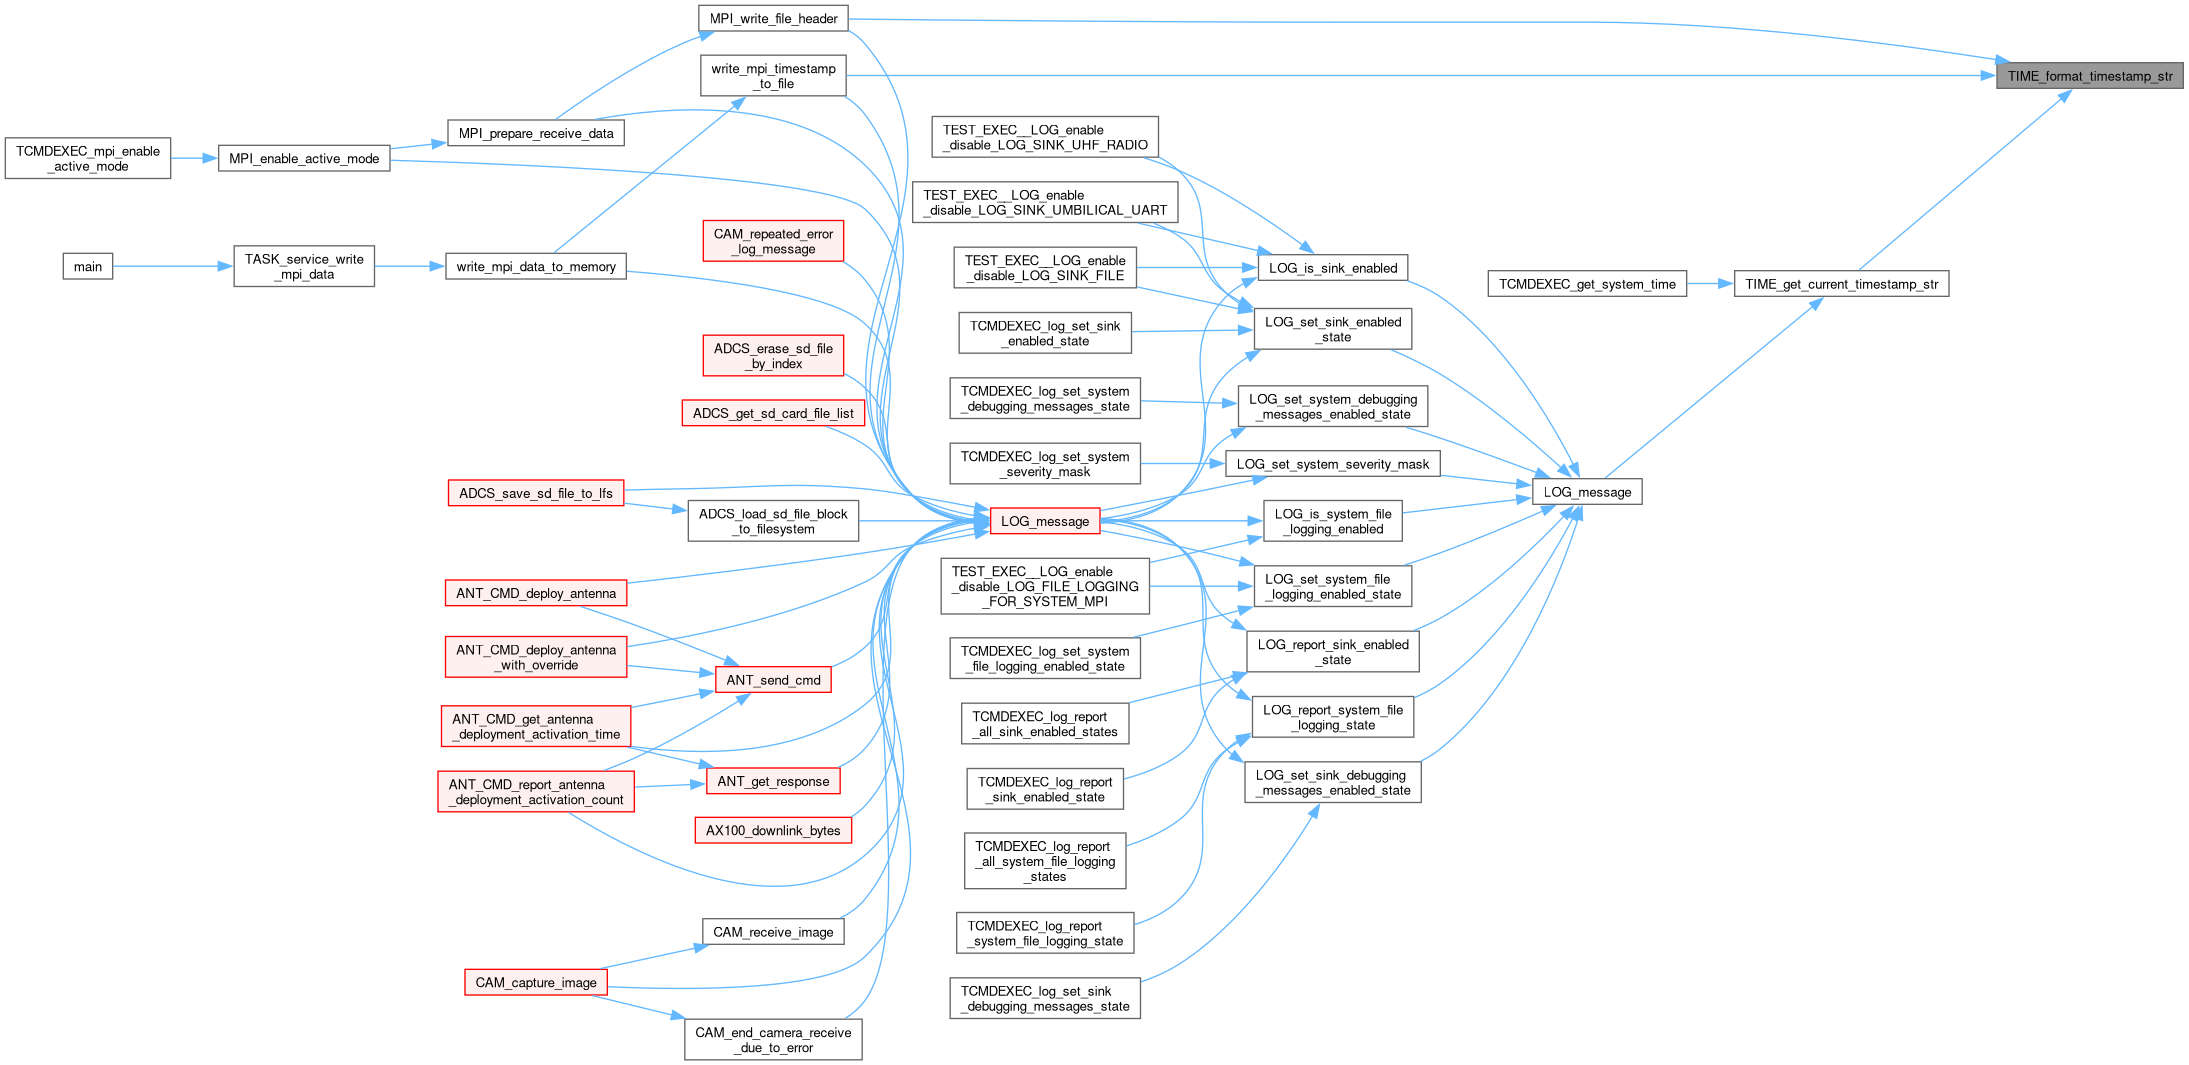 MPI_write_file_header
write_mpi_timestamp
_to_file
TIME_format_timestamp_str
MPI_prepare_receive_data
TCMDEXEC_mpi_enable
_active_mode
MPI_enable_active_mode
main
TASK_service_write
_mpi_data
write_mpi_data_to_memory
CAM_repeated_error
_log_message
ADCS_erase_sd_file
_by_index
ADCS_get_sd_card_file_list
ADCS_save_sd_file_to_lfs
ADCS_load_sd_file_block
_to_filesystem
ANT_CMD_deploy_antenna
ANT_CMD_deploy_antenna
_with_override
ANT_send_cmd
ANT_CMD_get_antenna
_deployment_activation_time
ANT_CMD_report_antenna
_deployment_activation_count
ANT_get_response
AX100_downlink_bytes
CAM_receive_image
CAM_capture_image
CAM_end_camera_receive
_due_to_error
LOG_message
TEST_EXEC__LOG_enable
_disable_LOG_SINK_UHF_RADIO
TEST_EXEC__LOG_enable
_disable_LOG_SINK_UMBILICAL_UART
TEST_EXEC__LOG_enable
_disable_LOG_SINK_FILE
TCMDEXEC_log_set_sink
_enabled_state
TCMDEXEC_log_set_system
_debugging_messages_state
TCMDEXEC_log_set_system
_severity_mask
TEST_EXEC__LOG_enable
_disable_LOG_FILE_LOGGING
_FOR_SYSTEM_MPI
TCMDEXEC_log_set_system
_file_logging_enabled_state
TCMDEXEC_log_report
_all_sink_enabled_states
TCMDEXEC_log_report
_sink_enabled_state
TCMDEXEC_log_report
_all_system_file_logging
_states
TCMDEXEC_log_report
_system_file_logging_state
TCMDEXEC_log_set_sink
_debugging_messages_state
LOG_is_sink_enabled
LOG_set_sink_enabled
_state
LOG_set_system_debugging
_messages_enabled_state
LOG_set_system_severity_mask
LOG_is_system_file
_logging_enabled
LOG_set_system_file
_logging_enabled_state
LOG_report_sink_enabled
_state
LOG_report_system_file
_logging_state
LOG_set_sink_debugging
_messages_enabled_state
TCMDEXEC_get_system_time
TIME_get_current_timestamp_str
LOG_message